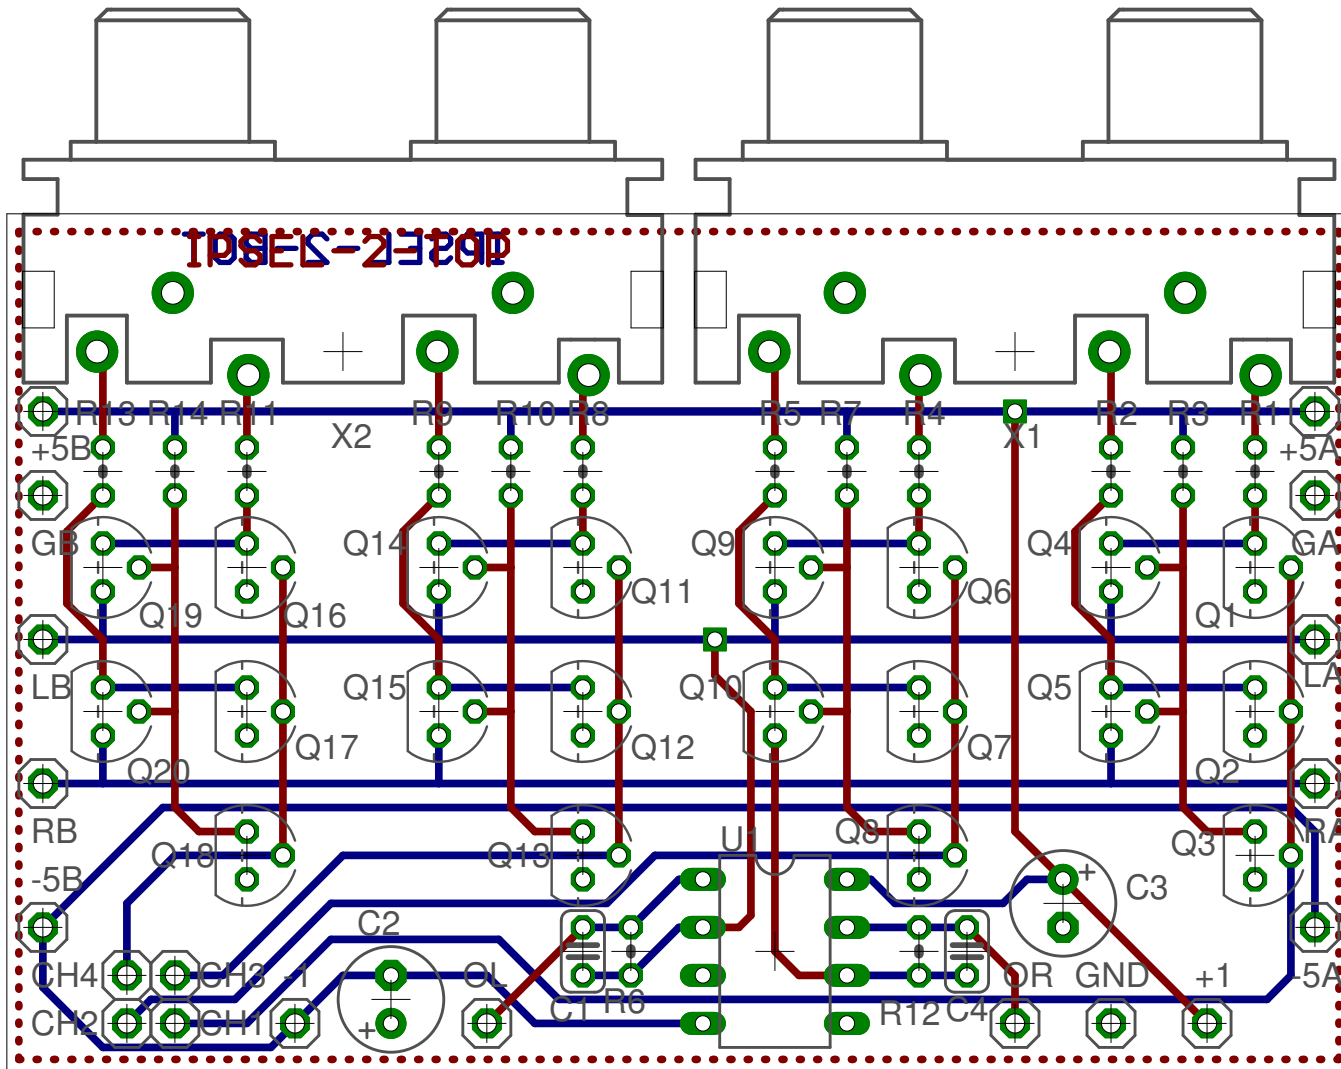 R13 R14 R11 R9 R10 R8 R5 R7 R4 R2 R3 R1
+5B X2 X1 +5A
GB Q14 Q9 Q4 GA
Q19 Q16 Q11 Q6 Q1
LB Q15 Q10 Q5 LA
Q17 Q12 Q7
Q20 Q2
RB Q18 Q13 U1 Q8 Q3 RA
-5B C2 + C3
CH4 CH3 -1 OL OR GND +1 -5A
CH2 CH1 + C1 R6 R12 C4